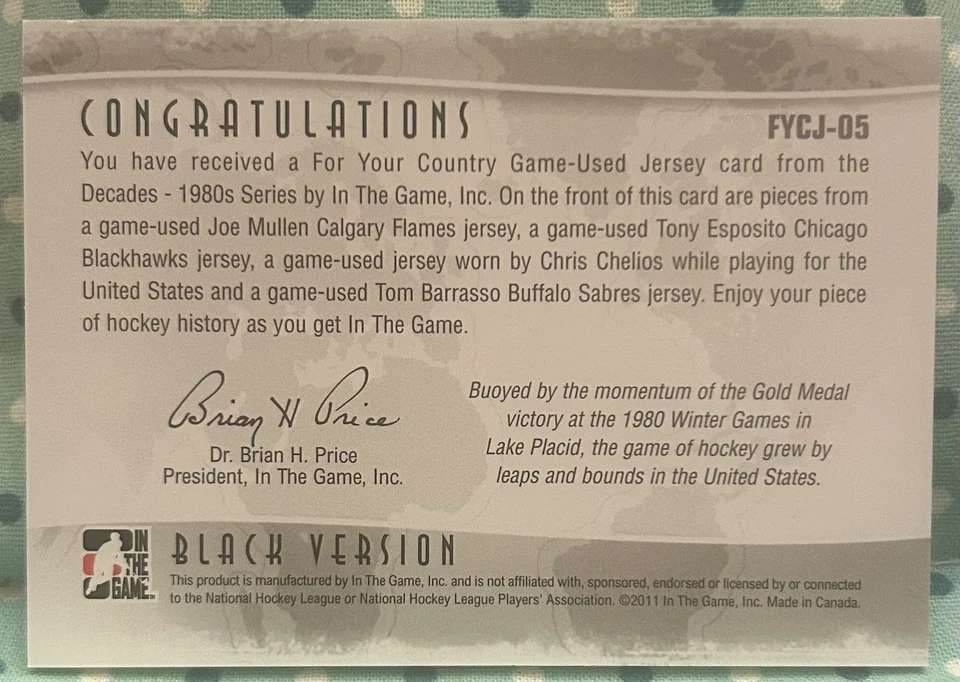 CONGRATULATIONS
FYCJ-05
You have received a For Your Country Game-Used Jersey card from the
Decades - 1980s Series by In The Game, Inc. On the front of this card are pieces from
a game-used Joe Mullen Calgary Flames jersey, a game-used Tony Esposito Chicago
Blackhawks jersey, a game-used jersey worn by Chris Chelios while playing for the
United States and a game-used Tom Barrasso Buffalo Sabres jersey. Enjoy your piece
of hockey history as you get In The Game.
Brian H Price
Dr. Brian H. Price
President, In The Game, Inc.
Buoyed by the momentum of the Gold Medal
victory at the 1980 Winter Games in
Lake Placid, the game of hockey grew by
leaps and bounds in the United States.
IN
THE
GAME.
BLACK VERSION
This product is manufactured by In The Game, Inc. and is not affiliated with, sponsored, endorsed or licensed by or connected
to the National Hockey League or National Hockey League Players' Association. ©2011 In The Game, Inc. Made in Canada.